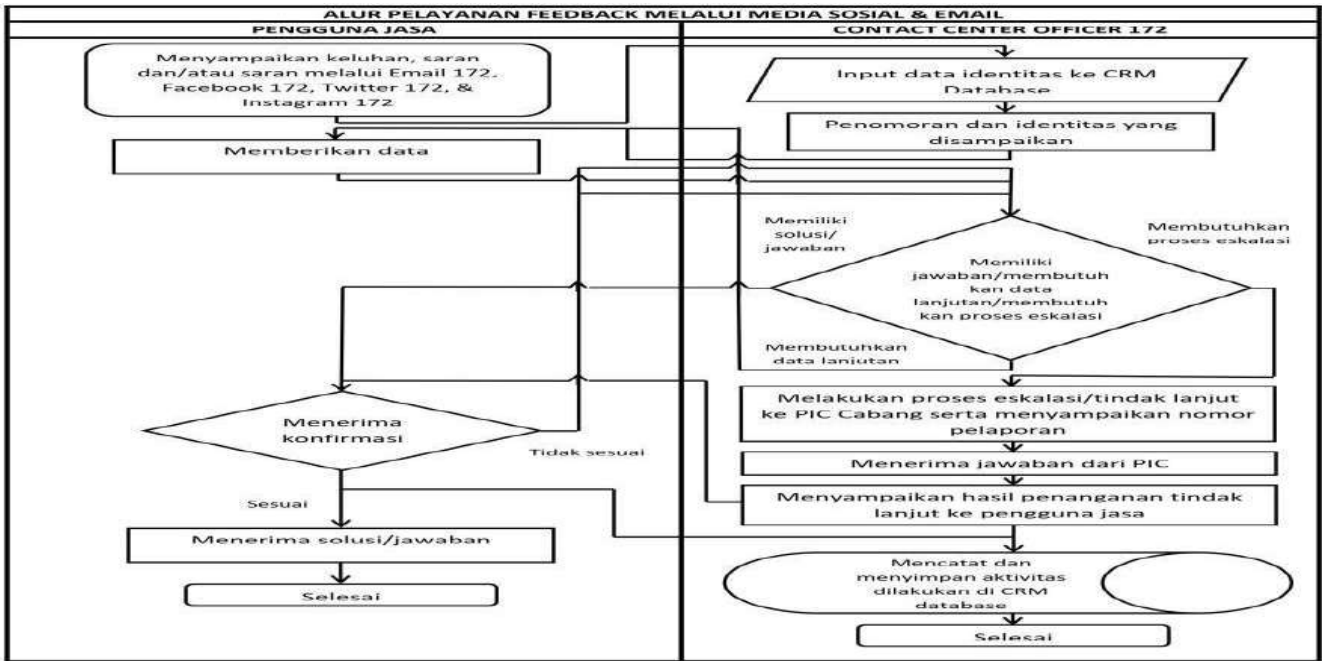 ALUR PELAYANAN FEEDBACK MELALUI MEDIA SOSIAL & EMAIL
PENGGUNA JASA
CONTACT CENTER OFFICER 172
Menyampaikan keluhan, saran
dan/atau saran melalui Email 172,
Facebook 172, Twitter 172, &
Instagram 172
Input data identitas ke CRM
Database
Penomoran dan identitas yang
disampaikan
Memberikan data
Memiliki
solusi/
jawaban
Membutuhkan
proses eskalasi
Memiliki
jawaban/membutuh
kan data
lanjutan/membutuh
kan proses eskalasi
Membutuhkan
data lanjutan
Melakukan proses eskalasi/tindak lanjut
ke PIC Cabang serta menyampaikan nomor
pelaporan
Menerima
konfirmasi
Tidak sesuai
Menerima jawaban dari PIC
Sesuai
Menyampaikan hasil penanganan tindak
lanjut ke pengguna jasa
Menerima solusi/jawaban
Mencatat dan
menyimpan aktivitas
dilakukan di CRM
database
Selesai
Selesai